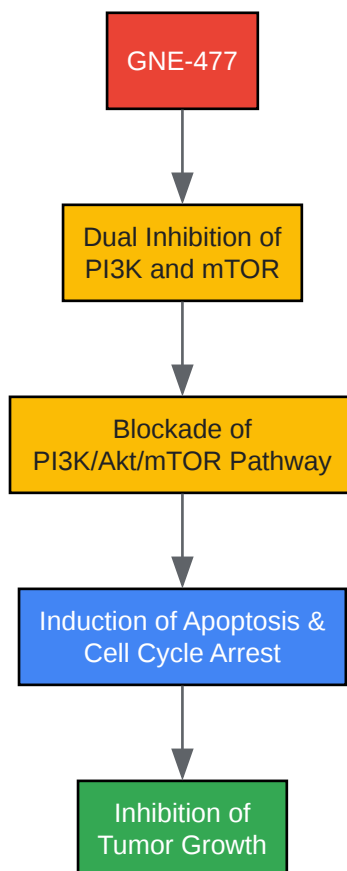 GNE-477
Dual Inhibition of
PI3K and mTOR
Blockade of
PI3K/Akt/mTOR Pathway
Induction of Apoptosis &
Cell Cycle Arrest
Inhibition of
Tumor Growth